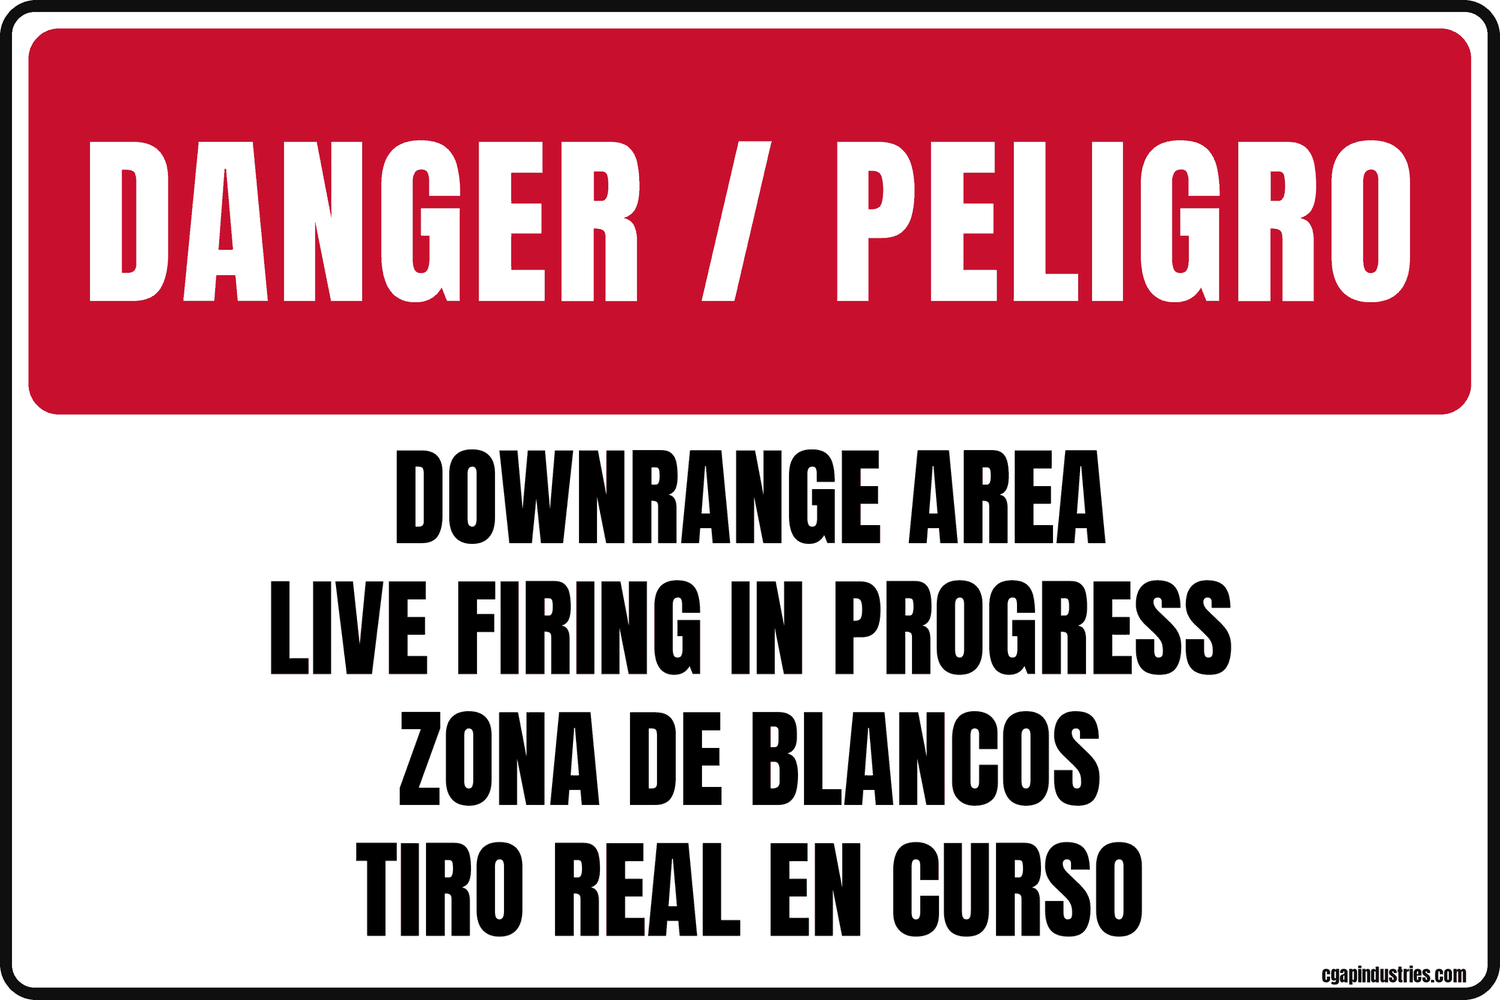 DANGER / PELIGRO
DOWNRANGE AREA
LIVE FIRING IN PROGRESS
ZONA DE BLANCOS
TIRO REAL EN CURSO
cgapindustries.com